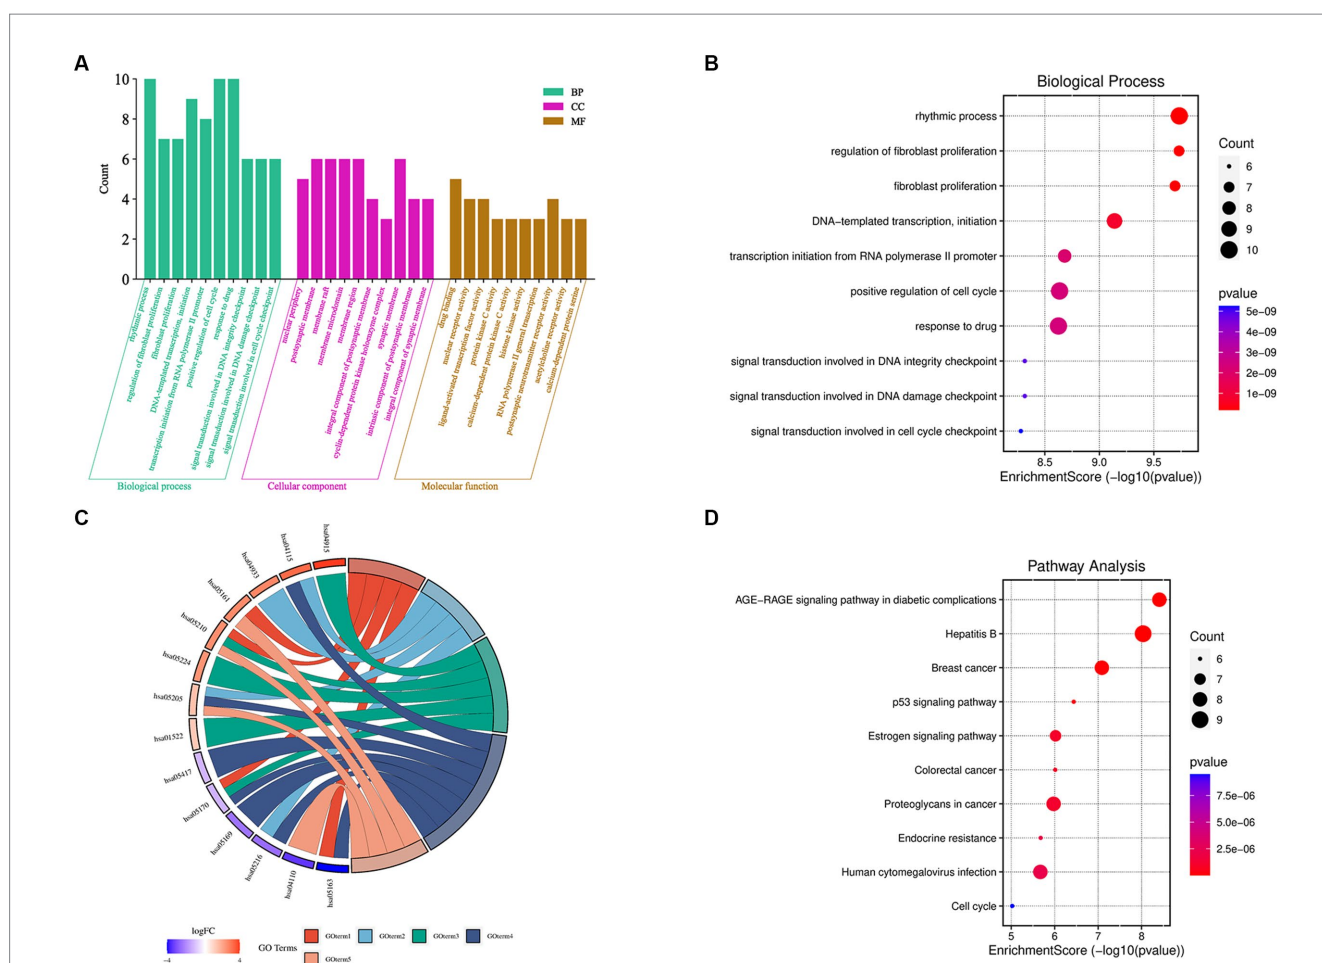 A
Count
10
8
6
4
2
0
BP
CC
MF
rhythmic process
regulation of fibroblast proliferation
fibroblast proliferation
DNA-templated transcription, initiation
transcription initiation from RNA polymerase II promoter
positive regulation of cell cycle
response to drug
signal transduction involved in DNA integrity checkpoint
signal transduction involved in DNA damage checkpoint
signal transduction involved in cell cycle checkpoint
nuclear periphery
postsynaptic membrane
membrane raft
membrane microdomain
membrane region
integral component of postsynaptic membrane
cyclin-dependent protein kinase holoenzyme complex
synaptic membrane
intrinsic component of postsynaptic membrane
integral component of synaptic membrane
drug binding
nuclear receptor activity
ligand-activated transcription factor activity
protein kinase C activity
calcium-dependent protein kinase C activity
histone kinase activity
RNA polymerase II general transcription
postsynaptic neurotransmitter receptor activity
acetylcholine receptor activity
calcium-dependent protein serine
Biological process
Cellular component
Molecular function
B
Biological Process
rhythmic process
regulation of fibroblast proliferation
fibroblast proliferation
DNA-templated transcription, initiation
transcription initiation from RNA polymerase II promoter
positive regulation of cell cycle
response to drug
signal transduction involved in DNA integrity checkpoint
signal transduction involved in DNA damage checkpoint
signal transduction involved in cell cycle checkpoint
8.5 9.0 9.5
EnrichmentScore (−log10(pvalue))
Count
6
7
8
9
10
pvalue
5e−09
4e−09
3e−09
2e−09
1e−09
C
hsa04915
hsa04115
hsa04933
hsa05161
hsa05210
hsa05224
hsa05205
hsa01522
hsa05417
hsa05170
hsa05169
hsa05216
hsa04110
hsa05163
logFC
−4 4
GO Terms
GOterm1 GOterm2 GOterm3 GOterm4
GOterm5
D
Pathway Analysis
AGE−RAGE signaling pathway in diabetic complications
Hepatitis B
Breast cancer
p53 signaling pathway
Estrogen signaling pathway
Colorectal cancer
Proteoglycans in cancer
Endocrine resistance
Human cytomegalovirus infection
Cell cycle
5 6 7 8
EnrichmentScore (−log10(pvalue))
Count
6
7
8
9
pvalue
7.5e−06
5.0e−06
2.5e−06